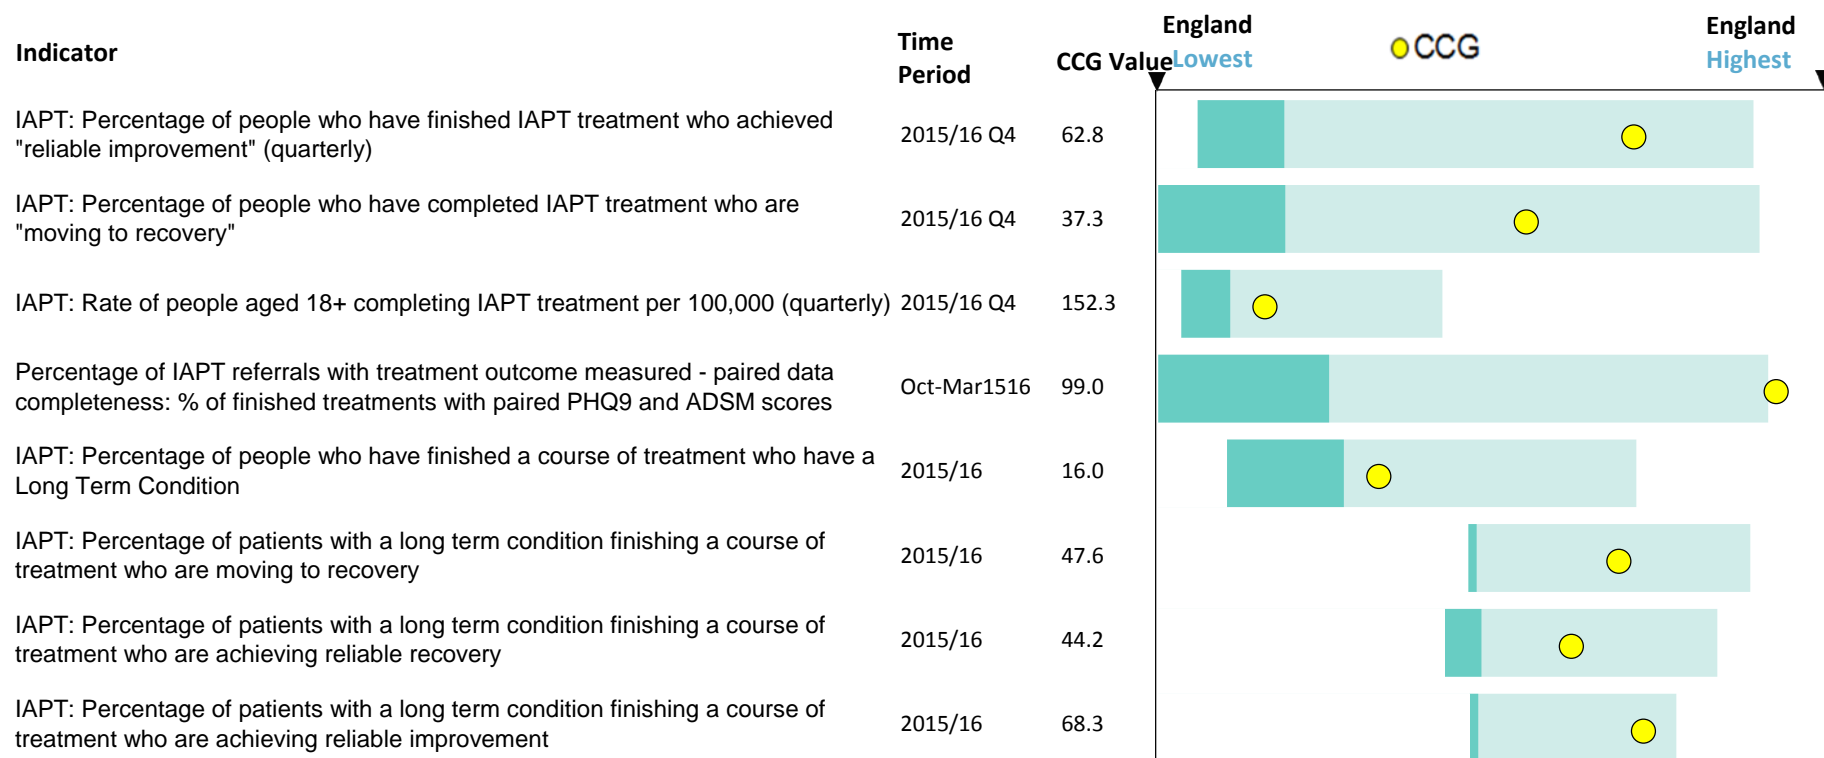 Indicator
Time
Period
CCG Value
England
Lowest
CCG
England
Highest
IAPT: Percentage of people who have finished IAPT treatment who achieved
"reliable improvement" (quarterly)
2015/16 Q4
62.8
IAPT: Percentage of people who have completed IAPT treatment who are
"moving to recovery"
2015/16 Q4
37.3
IAPT: Rate of people aged 18+ completing IAPT treatment per 100,000 (quarterly)
2015/16 Q4
152.3
Percentage of IAPT referrals with treatment outcome measured - paired data
completeness: % of finished treatments with paired PHQ9 and ADSM scores
Oct-Mar1516
99.0
IAPT: Percentage of people who have finished a course of treatment who have a
Long Term Condition
2015/16
16.0
IAPT: Percentage of patients with a long term condition finishing a course of
treatment who are moving to recovery
2015/16
47.6
IAPT: Percentage of patients with a long term condition finishing a course of
treatment who are achieving reliable recovery
2015/16
44.2
IAPT: Percentage of patients with a long term condition finishing a course of
treatment who are achieving reliable improvement
2015/16
68.3